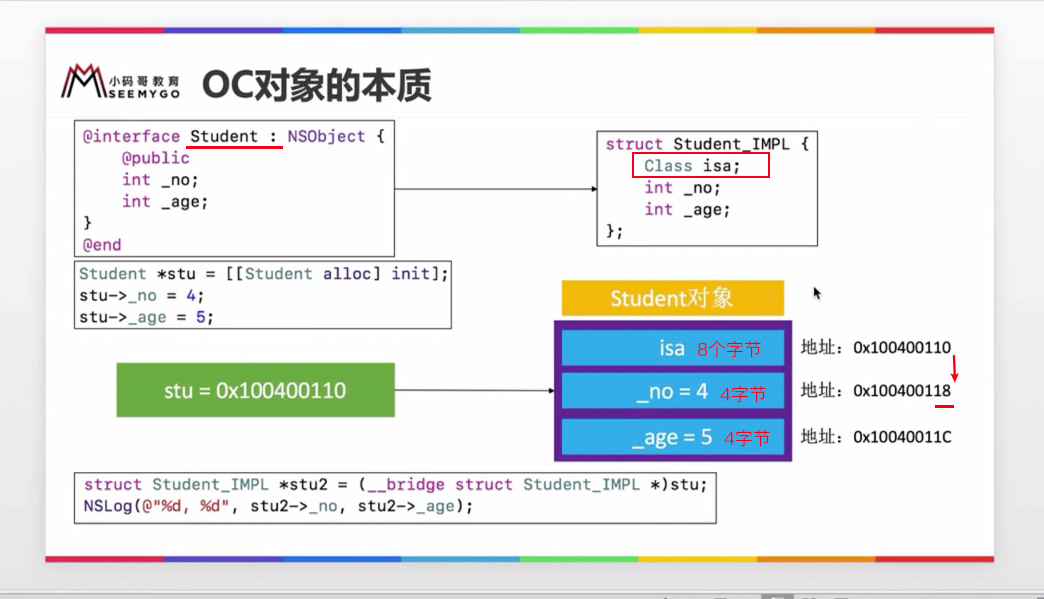 小码哥教育
SEEMYGO
OC对象的本质
@interface Student : NSObject {
@public
int _no;
int _age;
}
@end
struct Student_IMPL {
Class isa;
int _no;
int _age;
};
Student *stu = [[Student alloc] init];
stu->_no = 4;
stu->_age = 5;
Student对象
isa 8个字节 地址：0x100400110
stu = 0x100400110
_no = 4 4字节 地址：0x100400118
_age = 5 4字节 地址：0x10040011C
struct Student_IMPL *stu2 = (__bridge struct Student_IMPL *)stu;
NSLog(@"%d, %d", stu2->_no, stu2->_age);